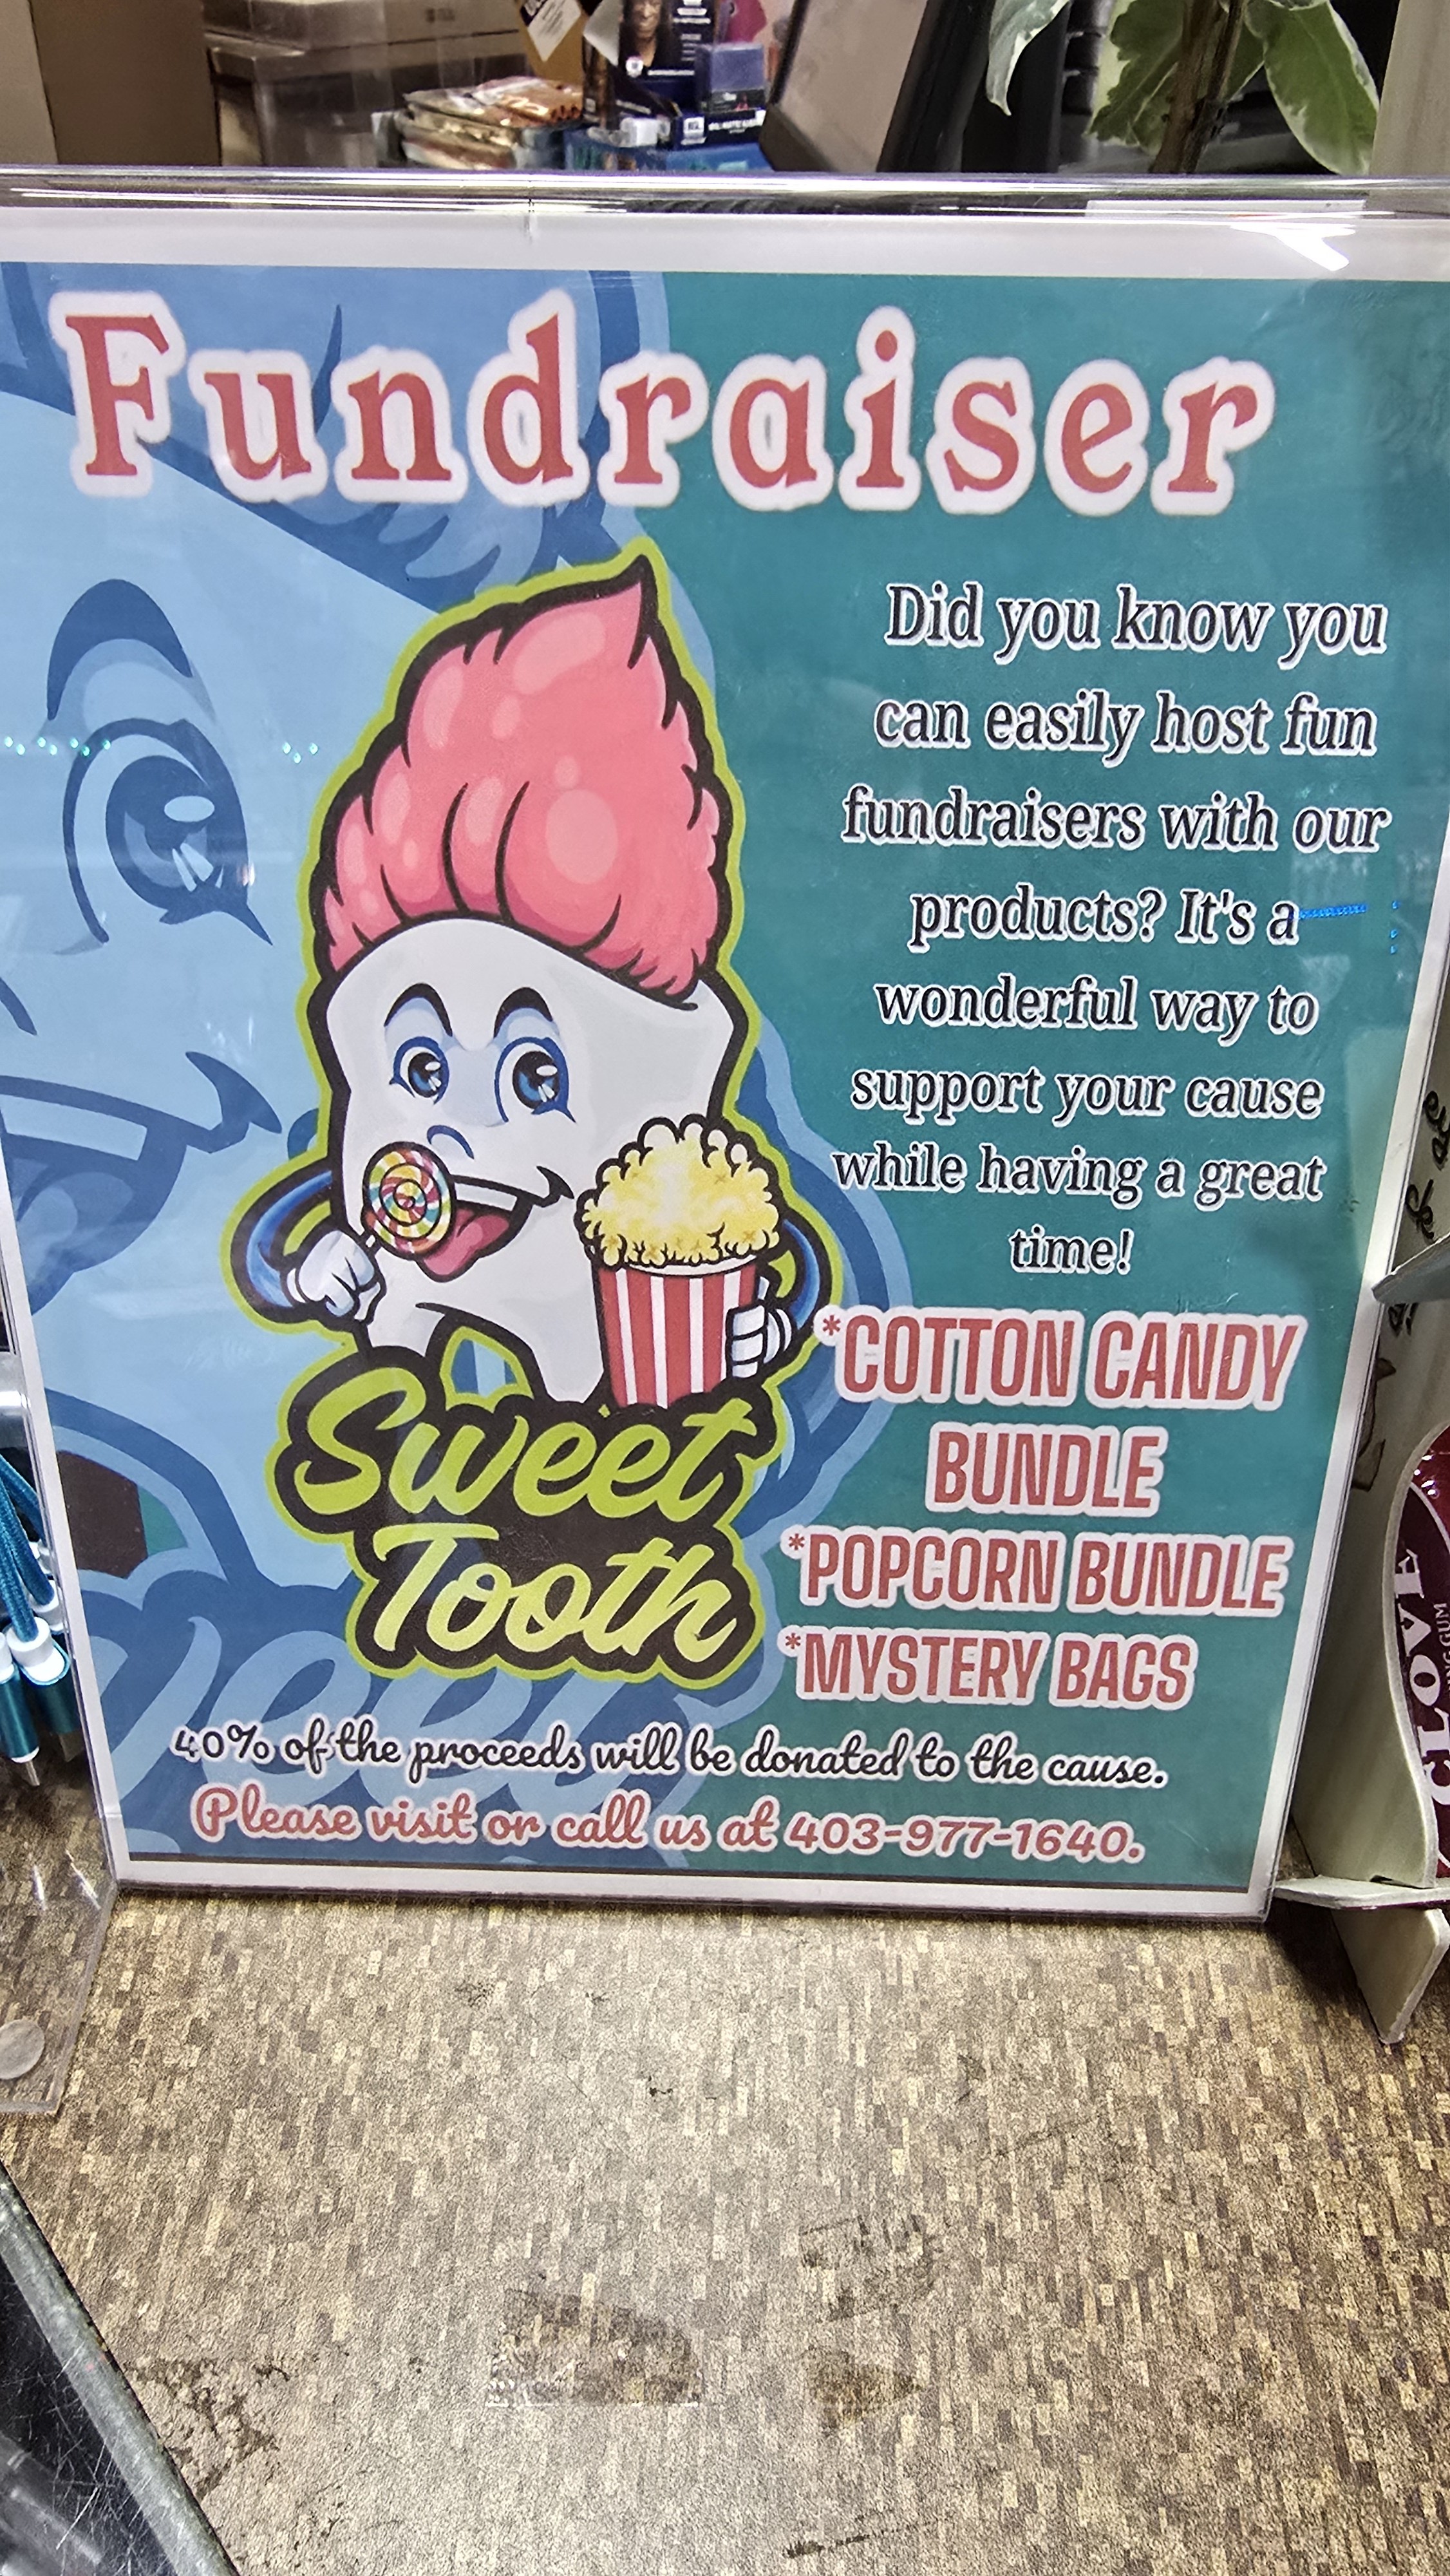 Fundraiser
Did you know you
can easily host fun
fundraisers with our
products? It's a
wonderful way to
support your cause
while having a great
time!
*COTTON CANDY
BUNDLE
*POPCORN BUNDLE
*MYSTERY BAGS
Sweet
Tooth
40% of the proceeds will be donated to the cause.
Please visit or call us at 403-977-1640.
CLOVE